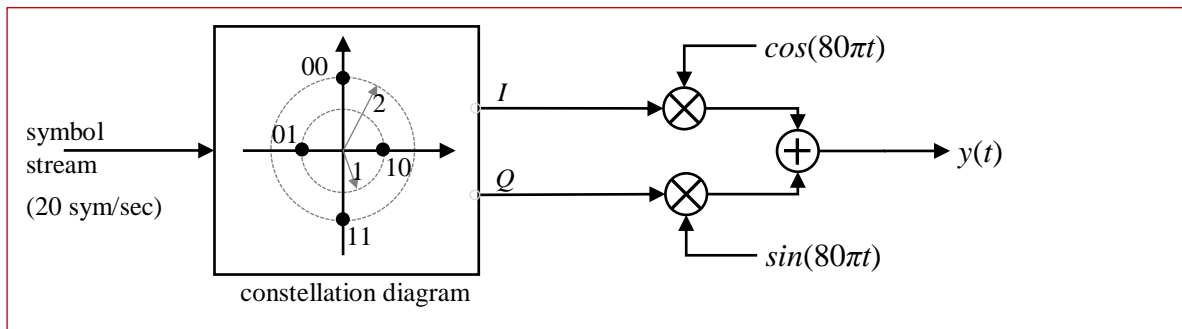 cos(80πt)
00
2
I
symbol
stream
(20 sym/sec)
01
10
1
y(t)
Q
11
sin(80πt)
constellation diagram